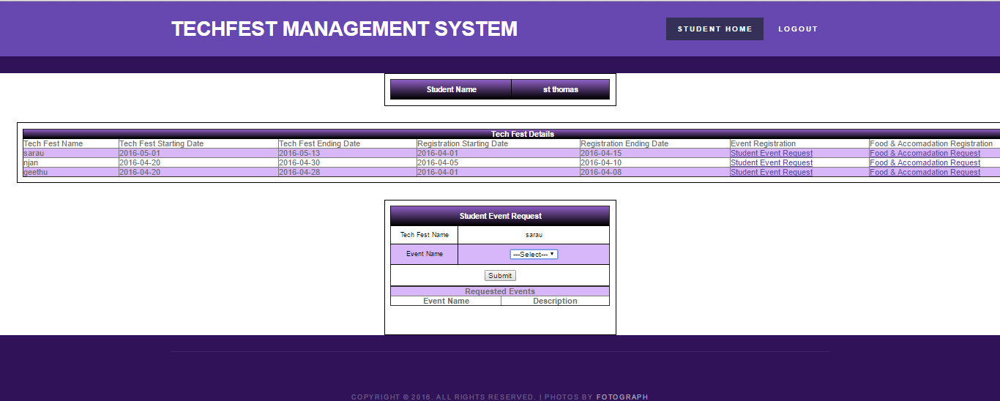 TECHFEST MANAGEMENT SYSTEM STUDENT HOME LOGOUT
Student Name st thomas
Tech Fest Details
Tech Fest Name Tech Fest Starting Date Tech Fest Ending Date Registration Starting Date Registration Ending Date Event Registration Food & Accomadation Registration
sarau 2016-05-01 2016-05-13 2016-04-01 2016-04-15 Student Event Request Food & Accomadation Request
njan 2016-04-20 2016-04-30 2016-04-05 2016-04-10 Student Event Request Food & Accomadation Request
geethu 2016-04-20 2016-04-28 2016-04-01 2016-04-08 Student Event Request Food & Accomadation Request
Student Event Request
Tech Fest Name sarau
Event Name ---Select---
Submit
Requested Events
Event Name Description
COPYRIGHT © 2016. ALL RIGHTS RESERVED. | PHOTOS BY FOTOGRAPH